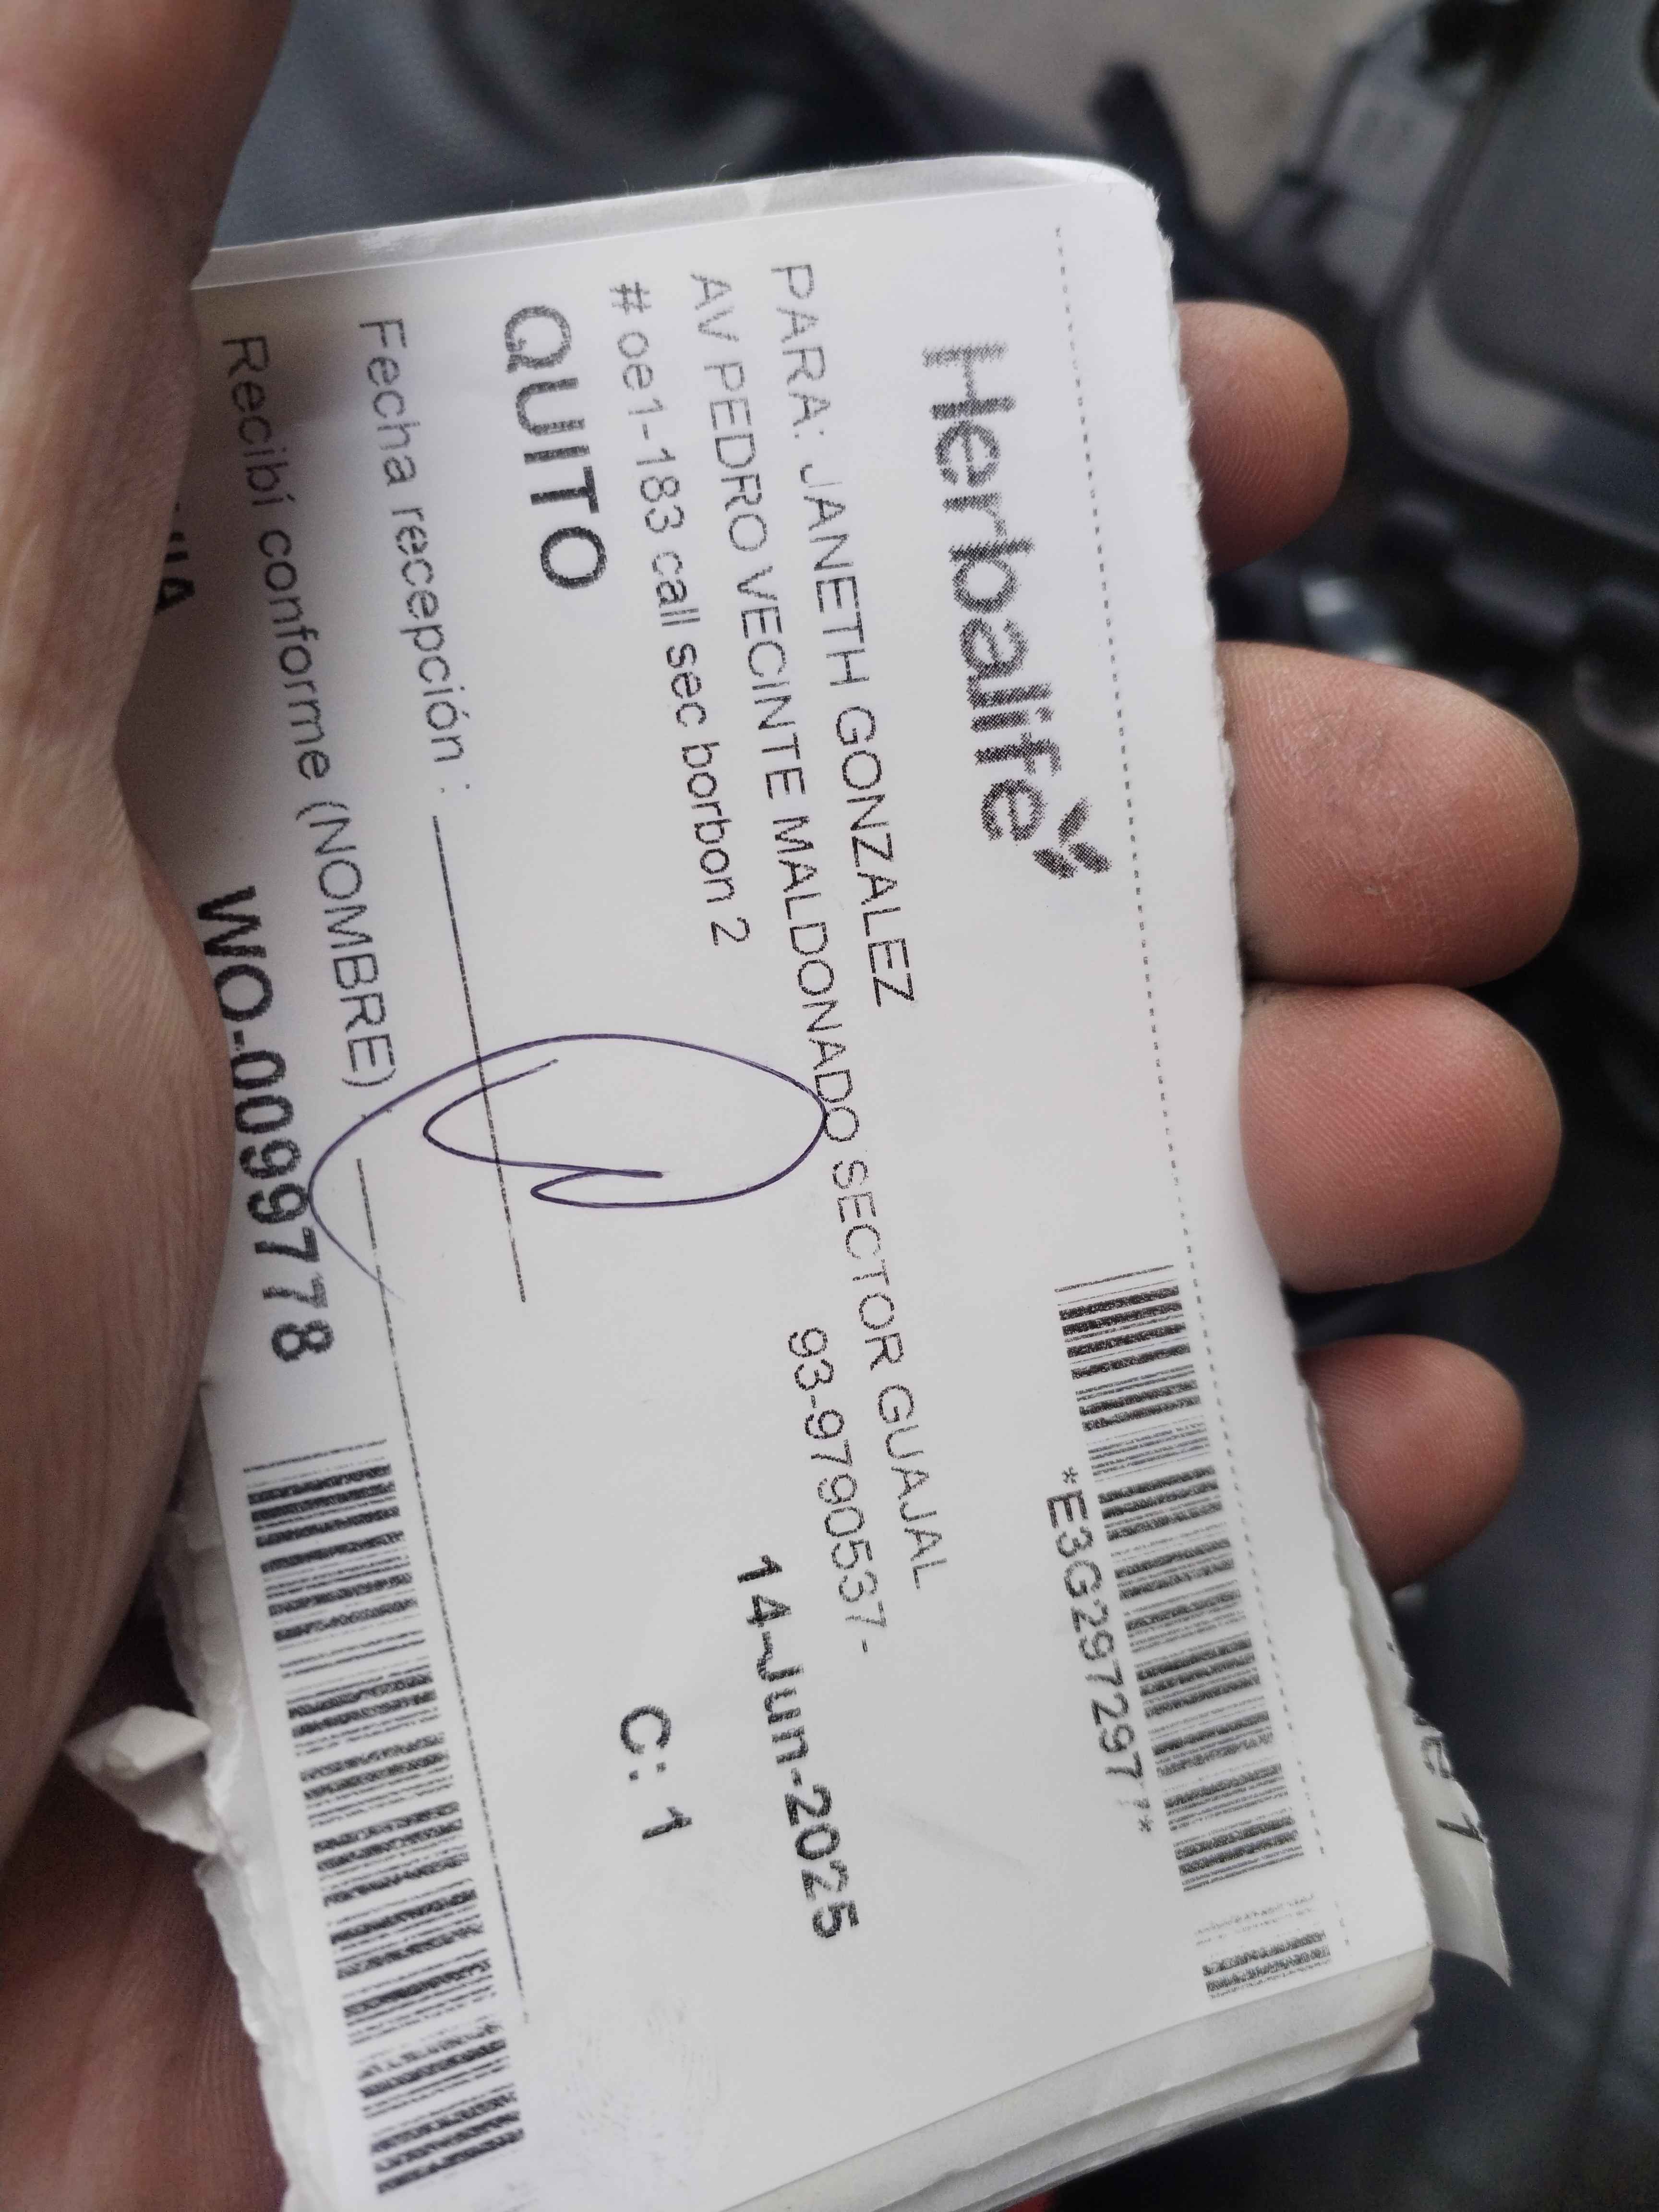 Herbalife
*E3G297297*
PARA: JANETH GONZALEZ
AV PEDRO VECINTE MALDONADO SECTOR GUAJAL
# oe1-183 call sec borbon 2
93-9790537-
14-Jun-2025
QUITO
C: 1
Fecha recepción :
Recibí conforme (NOMBRE) :
WO-0099778